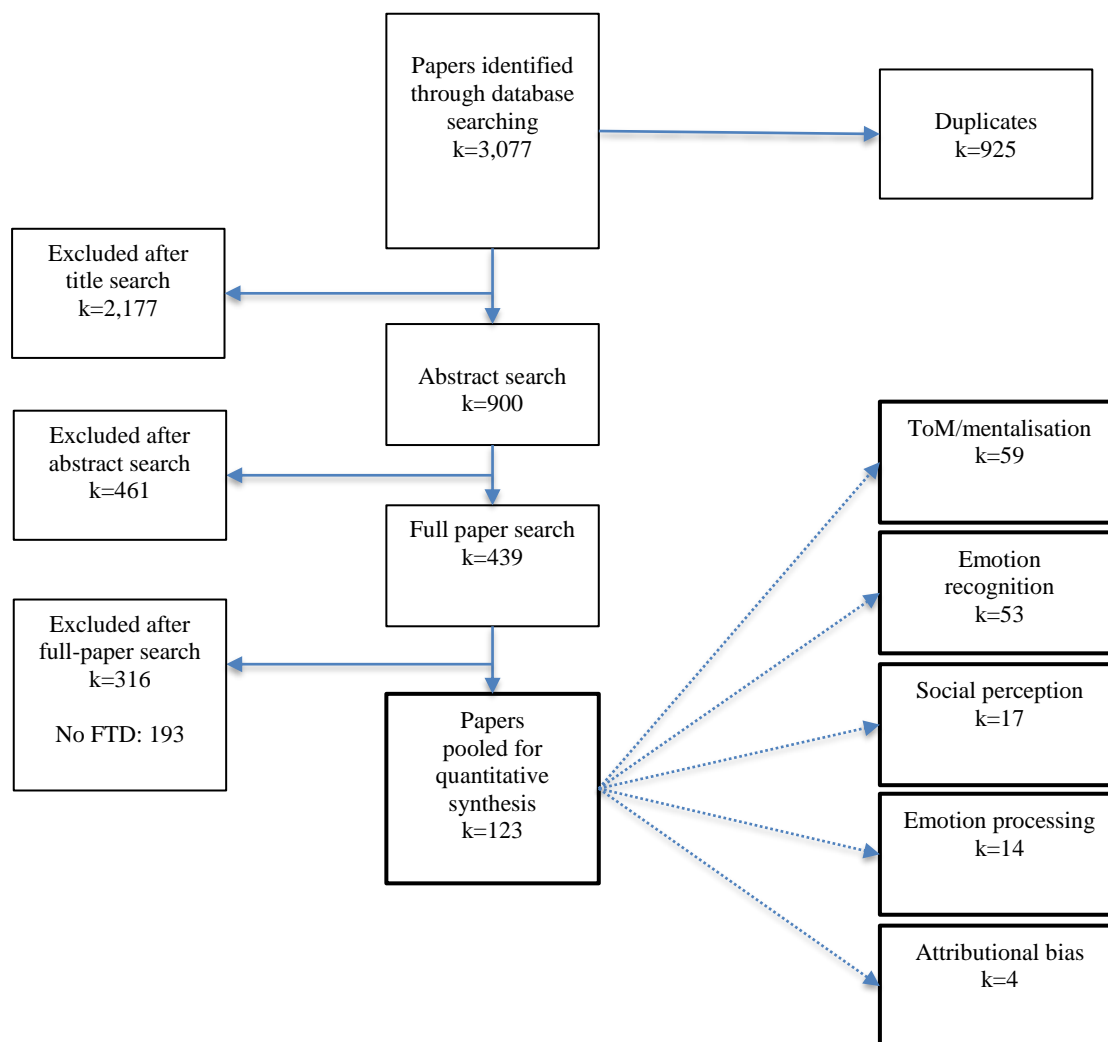 Papers identified
through database
searching
k=3,077
Duplicates
k=925
Excluded after
title search
k=2,177
Abstract search
k=900
Excluded after
abstract search
k=461
Full paper search
k=439
Excluded after
full-paper search
k=316
No FTD: 193
Papers
pooled for
quantitative
synthesis
k=123
ToM/mentalisation
k=59
Emotion
recognition
k=53
Social perception
k=17
Emotion processing
k=14
Attributional bias
k=4